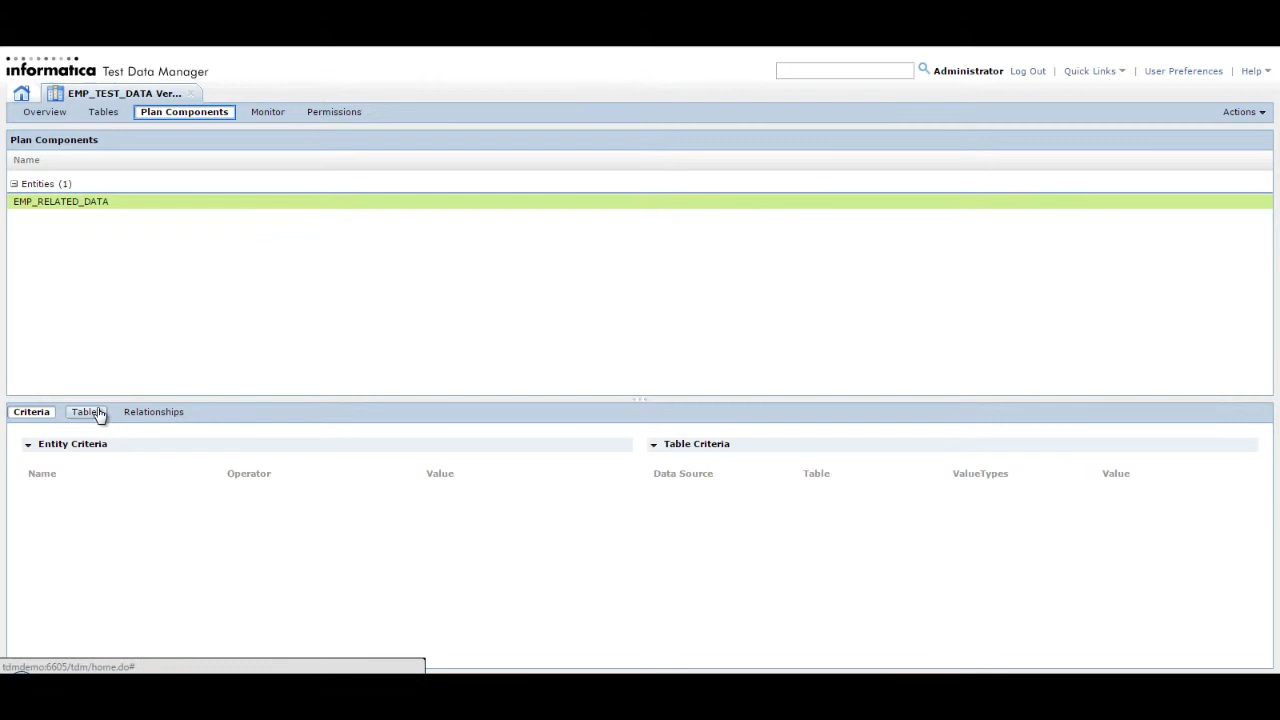 informatica Test Data Manager
Administrator Log Out | Quick Links | User Preferences | Help
EMP_TEST_DATA Ver...
Overview Tables Plan Components Monitor Permissions Actions
Plan Components
Name
Entities (1)
EMP_RELATED_DATA
Criteria Tables Relationships
Entity Criteria Table Criteria
Name Operator Value Data Source Table ValueTypes Value
tdmdemo:6605/tdm/home.do#